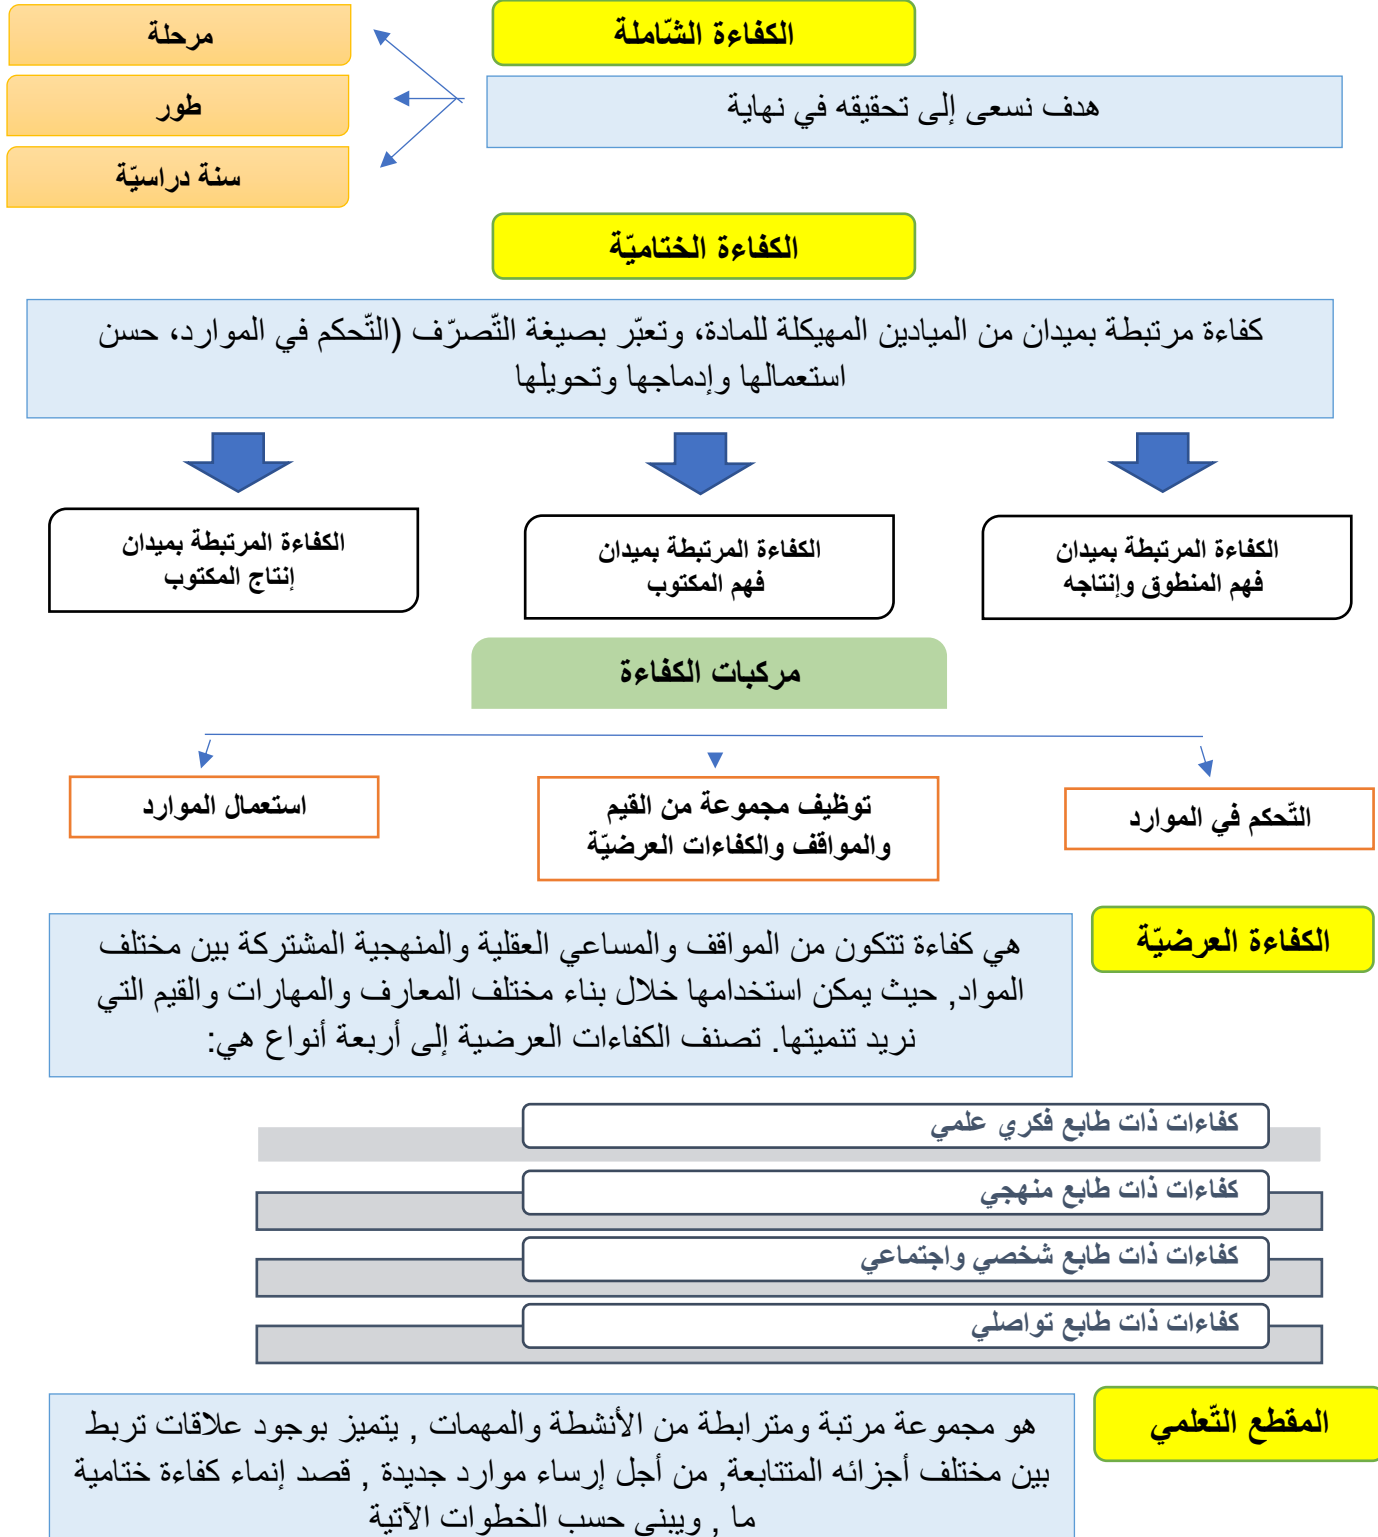 الكفاءة الشّاملة
هدف نسعى إلى تحقيقه في نهاية
مرحلة
طور
سنة دراسيّة
الكفاءة الختاميّة
كفاءة مرتبطة بميدان من الميادين المهيكلة للمادة، وتعبّر بصيغة التّصرّف (التّحكم في الموارد، حسن
استعمالها وإدماجها وتحويلها
الكفاءة المرتبطة بميدان
فهم المنطوق وإنتاجه
الكفاءة المرتبطة بميدان
فهم المكتوب
الكفاءة المرتبطة بميدان
إنتاج المكتوب
مركبات الكفاءة
التّحكم في الموارد
توظيف مجموعة من القيم
والمواقف والكفاءات العرضيّة
استعمال الموارد
الكفاءة العرضيّة
هي كفاءة تتكون من المواقف والمساعي العقلية والمنهجية المشتركة بين مختلف
المواد, حيث يمكن استخدامها خلال بناء مختلف المعارف والمهارات والقيم التي
نريد تنميتها. تصنف الكفاءات العرضية إلى أربعة أنواع هي:
كفاءات ذات طابع فكري علمي
كفاءات ذات طابع منهجي
كفاءات ذات طابع شخصي واجتماعي
كفاءات ذات طابع تواصلي
المقطع التّعلمي
هو مجموعة مرتبة ومترابطة من الأنشطة والمهمات , يتميز بوجود علاقات تربط
بين مختلف أجزائه المتتابعة, من أجل إرساء موارد جديدة , قصد إنماء كفاءة ختامية
ما , ويبنى حسب الخطوات الآتية